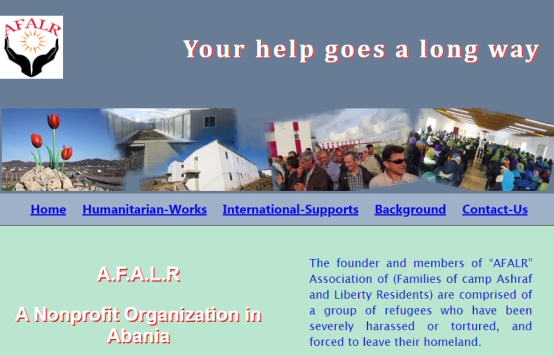 AFALR
Your help goes a long way
Home Humanitarian-Works International-Supports Background Contact-Us
A.F.A.L.R
A Nonprofit Organization in
Abania
The founder and members of “AFALR”
Association of (Families of camp Ashraf
and Liberty Residents) are comprised of
a group of refugees who have been
severely harassed or tortured, and
forced to leave their homeland.